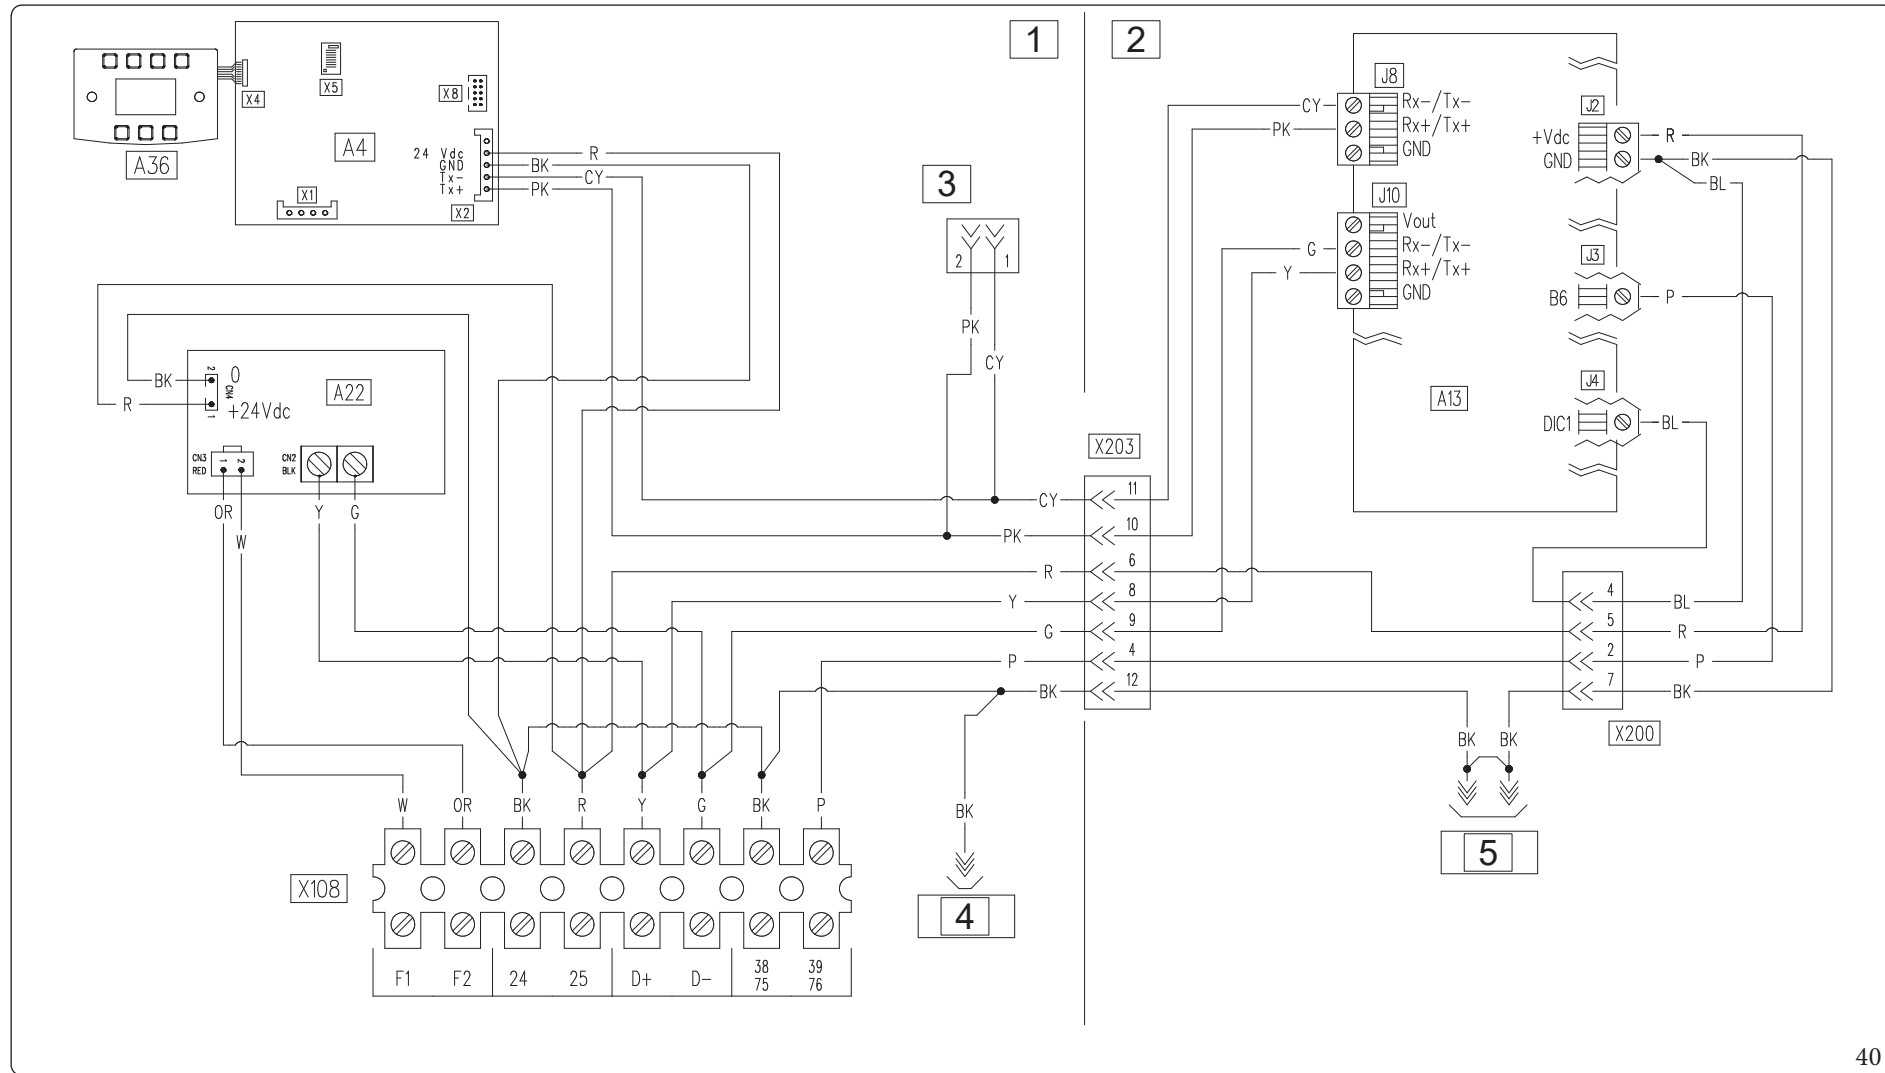 1
2
A36
X4
X5
X8
A4
24 Vdc
GND
Tx-
Tx+
X2
X1
R
BK
CY
PK
3
2 1
PK
CY
BK
R
2
0
CN4
+24Vdc
1
A22
CN3
RED
1 2
CN2
BLK
OR
W
Y
G
J8
Rx-/Tx-
Rx+/Tx+
GND
CY
PK
J10
Vout
Rx-/Tx-
Rx+/Tx+
GND
G
Y
J2
+Vdc
GND
R
BK
BL
J3
B6
P
J4
DIC1
BL
A13
X203
CY 11
PK 10
R 6
Y 8
G 9
P 4
BK 12
4 BL
5 R
2 P
7 BK
X200
BK BK
5
BK
4
W OR BK R Y G BK P
X108
F1 F2 24 25 D+ D- 38 39
75 76
40